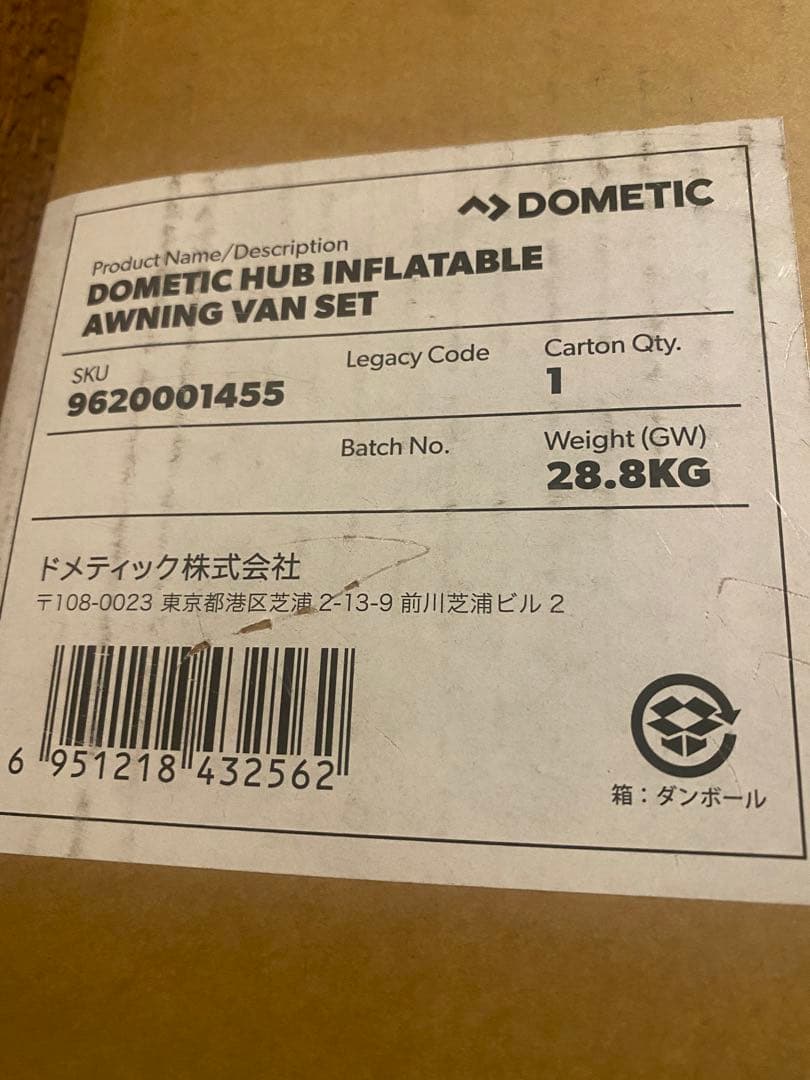 DOMETIC
Product Name/Description
DOMETIC HUB INFLATABLE
AWNING VAN SET
SKU
9620001455
Legacy Code
Carton Qty.
1
Batch No.
Weight (GW)
28.8KG
ドメティック株式会社
〒108-0023 東京都港区芝浦 2-13-9 前川芝浦ビル 2
6 951218 432562
箱：ダンボール